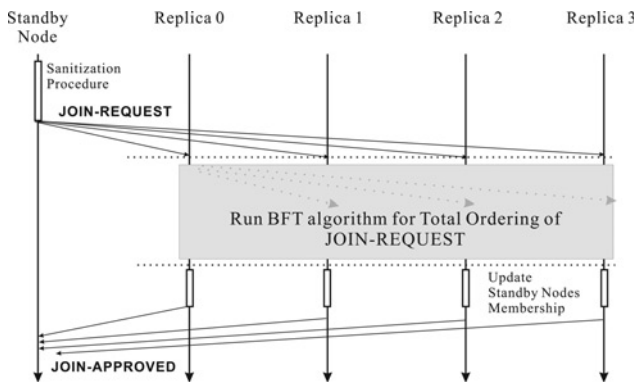 Standby Node
Replica 0
Replica 1
Replica 2
Replica 3
Sanitization
Procedure
JOIN-REQUEST
Run BFT algorithm for Total Ordering of
JOIN-REQUEST
Update
Standby Nodes
Membership
JOIN-APPROVED